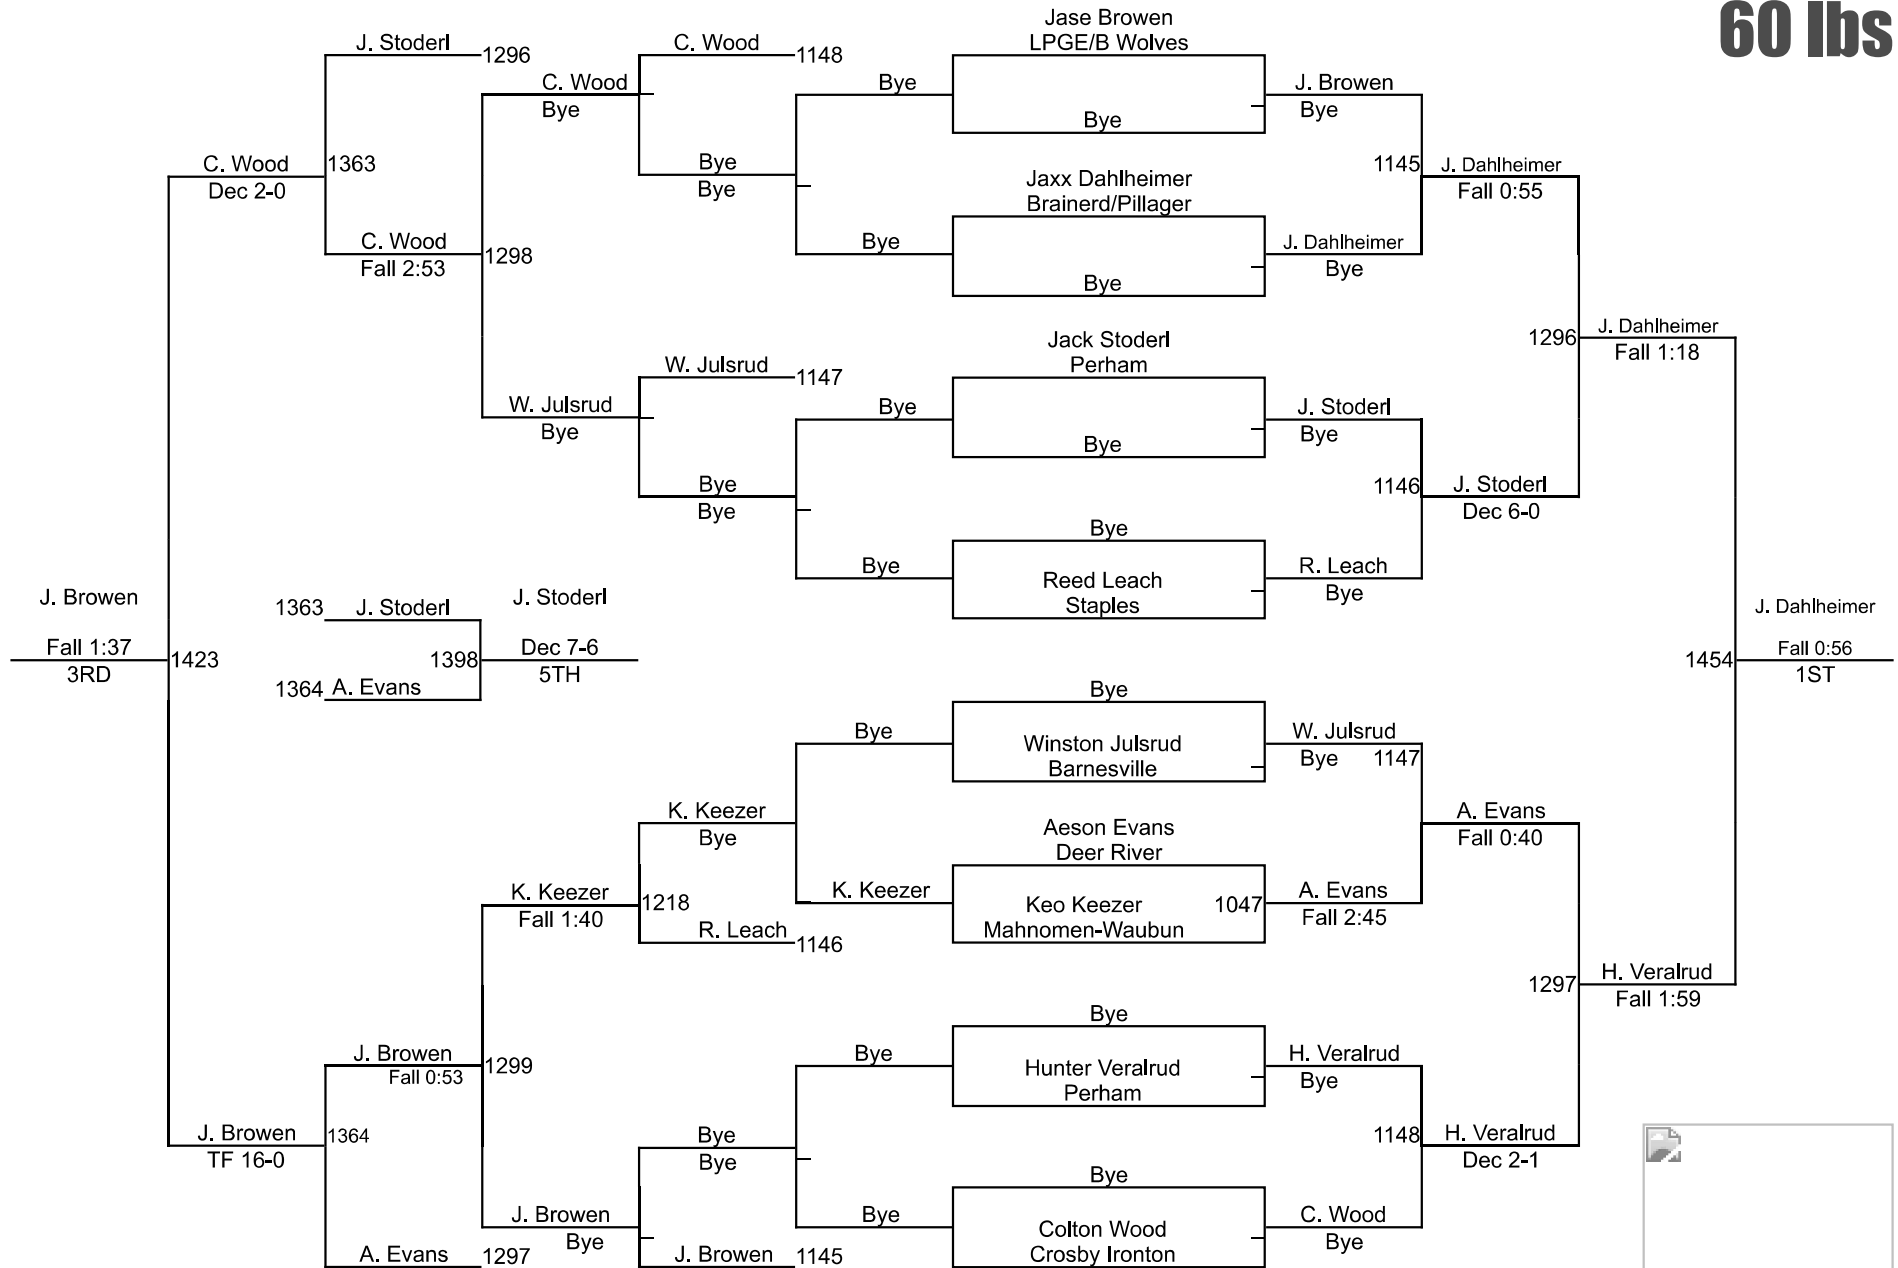 60 lbs
Jase Browen
LPGE/B Wolves
J. Stoderl
1296
C. Wood
1148
C. Wood
Bye
Bye
Bye
J. Browen
Bye
C. Wood
Dec 2-0
1363
Bye
Bye
1145
J. Dahlheimer
Fall 0:55
Jaxx Dahlheimer
Brainerd/Pillager
C. Wood
Fall 2:53
1298
Bye
Bye
J. Dahlheimer
Bye
Jack Stoderl
Perham
1296
J. Dahlheimer
Fall 1:18
W. Julsrud
1147
W. Julsrud
Bye
Bye
Bye
J. Stoderl
Bye
Bye
Bye
1146
J. Stoderl
Dec 6-0
Bye
Bye
Reed Leach
Staples
R. Leach
Bye
J. Browen
Fall 1:37
3RD
1423
1363
J. Stoderl
1364
A. Evans
1398
J. Stoderl
Dec 7-6
5TH
J. Dahlheimer
Fall 0:56
1ST
1454
Bye
Bye
Winston Julsrud
Barnesville
W. Julsrud
Bye
1147
K. Keezer
Bye
Aeson Evans
Deer River
A. Evans
Fall 0:40
K. Keezer
Fall 1:40
1218
K. Keezer
Keo Keezer
Mahnomen-Waubun
1047
A. Evans
Fall 2:45
R. Leach
1146
1297
H. Veralrud
Fall 1:59
Bye
J. Browen
Fall 0:53
1299
Bye
Hunter Veralrud
Perham
H. Veralrud
Bye
J. Browen
TF 16-0
1364
Bye
Bye
1148
H. Veralrud
Dec 2-1
Bye
J. Browen
Bye
Bye
Colton Wood
Crosby Ironton
C. Wood
Bye
A. Evans
1297
J. Browen
1145